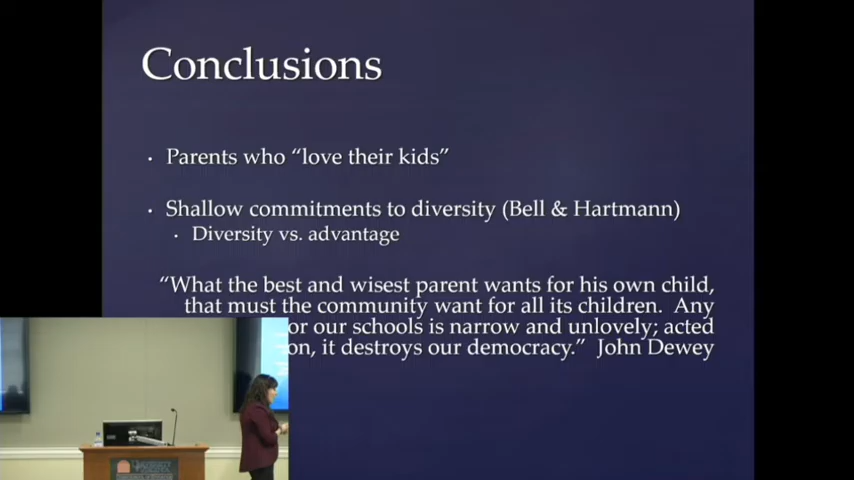 Conclusions
· Parents who “love their kids”
· Shallow commitments to diversity (Bell & Hartmann)
· Diversity vs. advantage
“What the best and wisest parent wants for his own child,
that must the community want for all its children. Any
or our schools is narrow and unlovely; acted
on, it destroys our democracy.” John Dewey